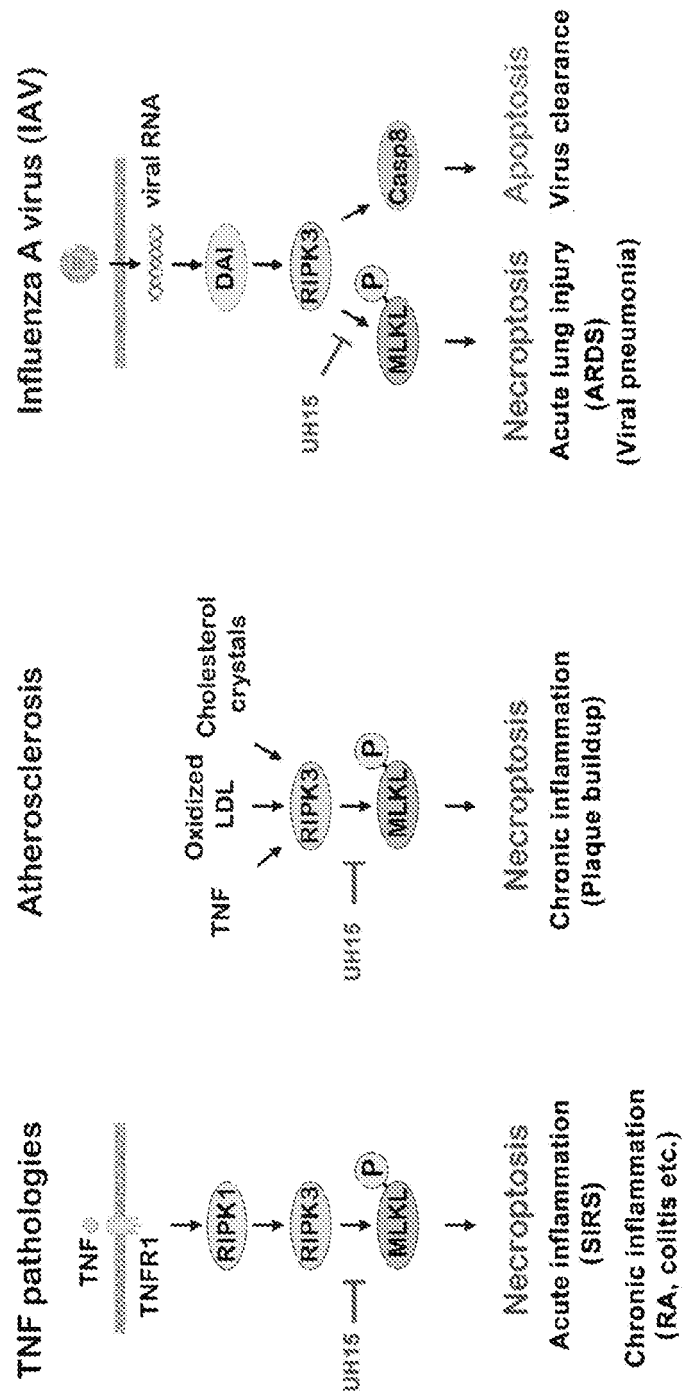 TNF pathologies
TNF
TNFR1
RIPK1
RIPK3
UH15
MLKL
P
Necroptosis
Acute inflammation
(SIRS)
Chronic inflammation
(RA, colitis etc.)
Atherosclerosis
TNF
Oxidized
LDL
Cholesterol
crystals
RIPK3
UH15
MLKL
P
Necroptosis
Chronic inflammation
(Plaque buildup)
Influenza A virus (IAV)
viral RNA
DAI
RIPK3
UH15
MLKL
P
Casp8
Necroptosis
Acute lung injury
(ARDS)
(Viral pneumonia)
Apoptosis
Virus clearance